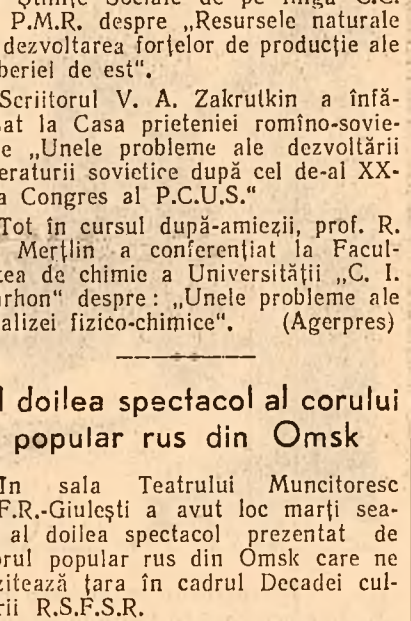 Științe Sociale de pe lîngă C.C.
P.M.R. despre „Resursele naturale
dezvoltarea forțelor de producție ale
beriei de est“.
Scriitorul V. A. Zakrutkin a înfă-
at la Casa prieteniei romîno-sovie-
e „Unele probleme ale dezvoltării
eraturii sovietice după cel de-al XX-
a Congres al P.C.U.S.“
Tot în cursul după-amiezii, prof. R.
Mertlin a conferențiat la Facul-
tea de chimie a Universității „C. I.
arhon“ despre : „Unele probleme ale
alizei fizico-chimice“. (Agerpres)
l doilea spectacol al corului
popular rus din Omsk
In sala Teatrului Muncitoresc
F.R.-Giulești a avut loc marți sea-
al doilea spectacol prezentat de
orul popular rus din Omsk care ne
zitează țara în cadrul Decadei cul-
rii R.S.F.S.R.